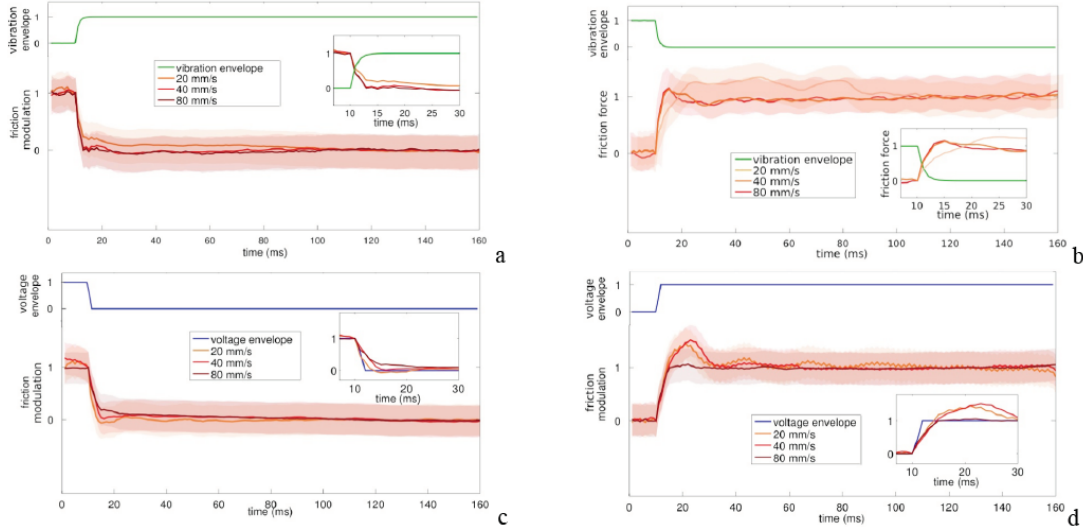 vibration
envelope
1
0
1
0
7 10 15 20 25 30
time (ms)
vibration envelope
20 mm/s
40 mm/s
80 mm/s
friction
modulation
1
0
0 20 40 60 80 100 120 140 160
time (ms)
a
vibration
envelope
1
0
friction force
1
0
vibration envelope
20 mm/s
40 mm/s
80 mm/s
friction force
1
0
10 15 20 25 30
time (ms)
0 20 40 60 80 100 120 140 160
time (ms)
b
voltage
envelope
1
0
voltage envelope
20 mm/s
40 mm/s
80 mm/s
1
0
10 20 30
time (ms)
friction
modulation
1
0
0 20 40 60 80 100 120 140 160
time (ms)
c
voltage
envelope
1
0
friction
modulation
1
0
voltage envelope
20 mm/s
40 mm/s
80 mm/s
1
0
10 20 30
time (ms)
0 20 40 60 80 100 120 140 160
time (ms)
d